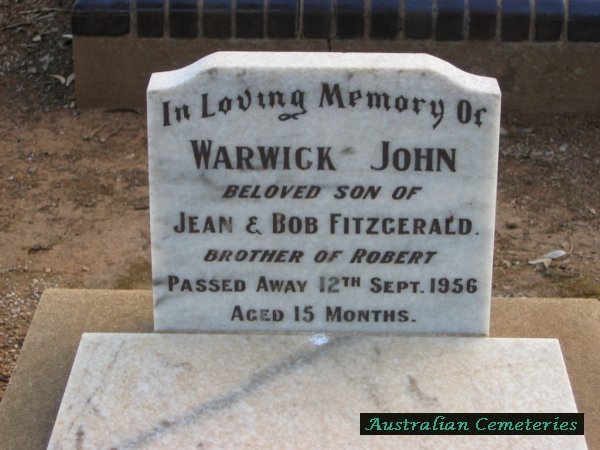 In Loving Memory Of
WARWICK JOHN
BELOVED SON OF
JEAN & BOB FITZGERALD.
BROTHER OF ROBERT
PASSED AWAY 12TH SEPT. 1956
AGED 15 MONTHS.
Australian Cemeteries